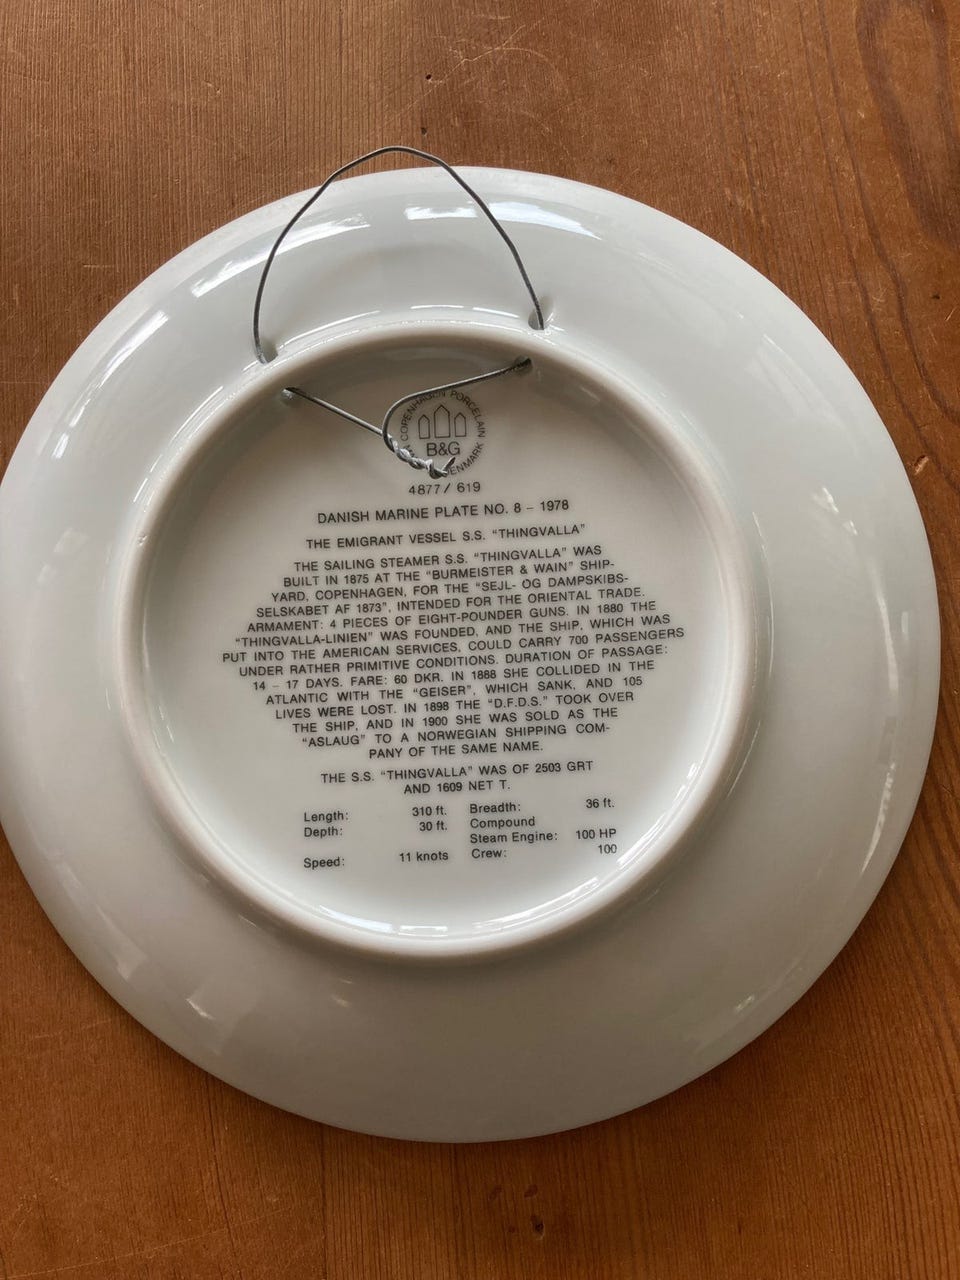 COPENHAGEN PORCELAIN
B&G
DENMARK
4877/619
DANISH MARINE PLATE NO. 8 – 1978
THE EMIGRANT VESSEL S.S. "THINGVALLA"
THE SAILING STEAMER S.S. "THINGVALLA" WAS
BUILT IN 1875 AT THE "BURMEISTER & WAIN" SHIP-
YARD, COPENHAGEN, FOR THE "SEJL- OG DAMPSKIBS-
SELSKABET AF 1873", INTENDED FOR THE ORIENTAL TRADE.
ARMAMENT: 4 PIECES OF EIGHT-POUNDER GUNS. IN 1880 THE
"THINGVALLA-LINIEN" WAS FOUNDED, AND THE SHIP, WHICH WAS
PUT INTO THE AMERICAN SERVICES, COULD CARRY 700 PASSENGERS
UNDER RATHER PRIMITIVE CONDITIONS. DURATION OF PASSAGE:
14 – 17 DAYS. FARE: 60 DKR. IN 1888 SHE COLLIDED IN THE
ATLANTIC WITH THE "GEISER", WHICH SANK, AND 105
LIVES WERE LOST. IN 1898 THE "D.F.D.S." TOOK OVER
THE SHIP, AND IN 1900 SHE WAS SOLD AS THE
"ASLAUG" TO A NORWEGIAN SHIPPING COM-
PANY OF THE SAME NAME.
THE S.S. "THINGVALLA" WAS OF 2503 GRT
AND 1609 NET T.
Length: 310 ft. Breadth: 36 ft.
Depth: 30 ft. Compound
Steam Engine: 100 HP
Speed: 11 knots Crew: 100